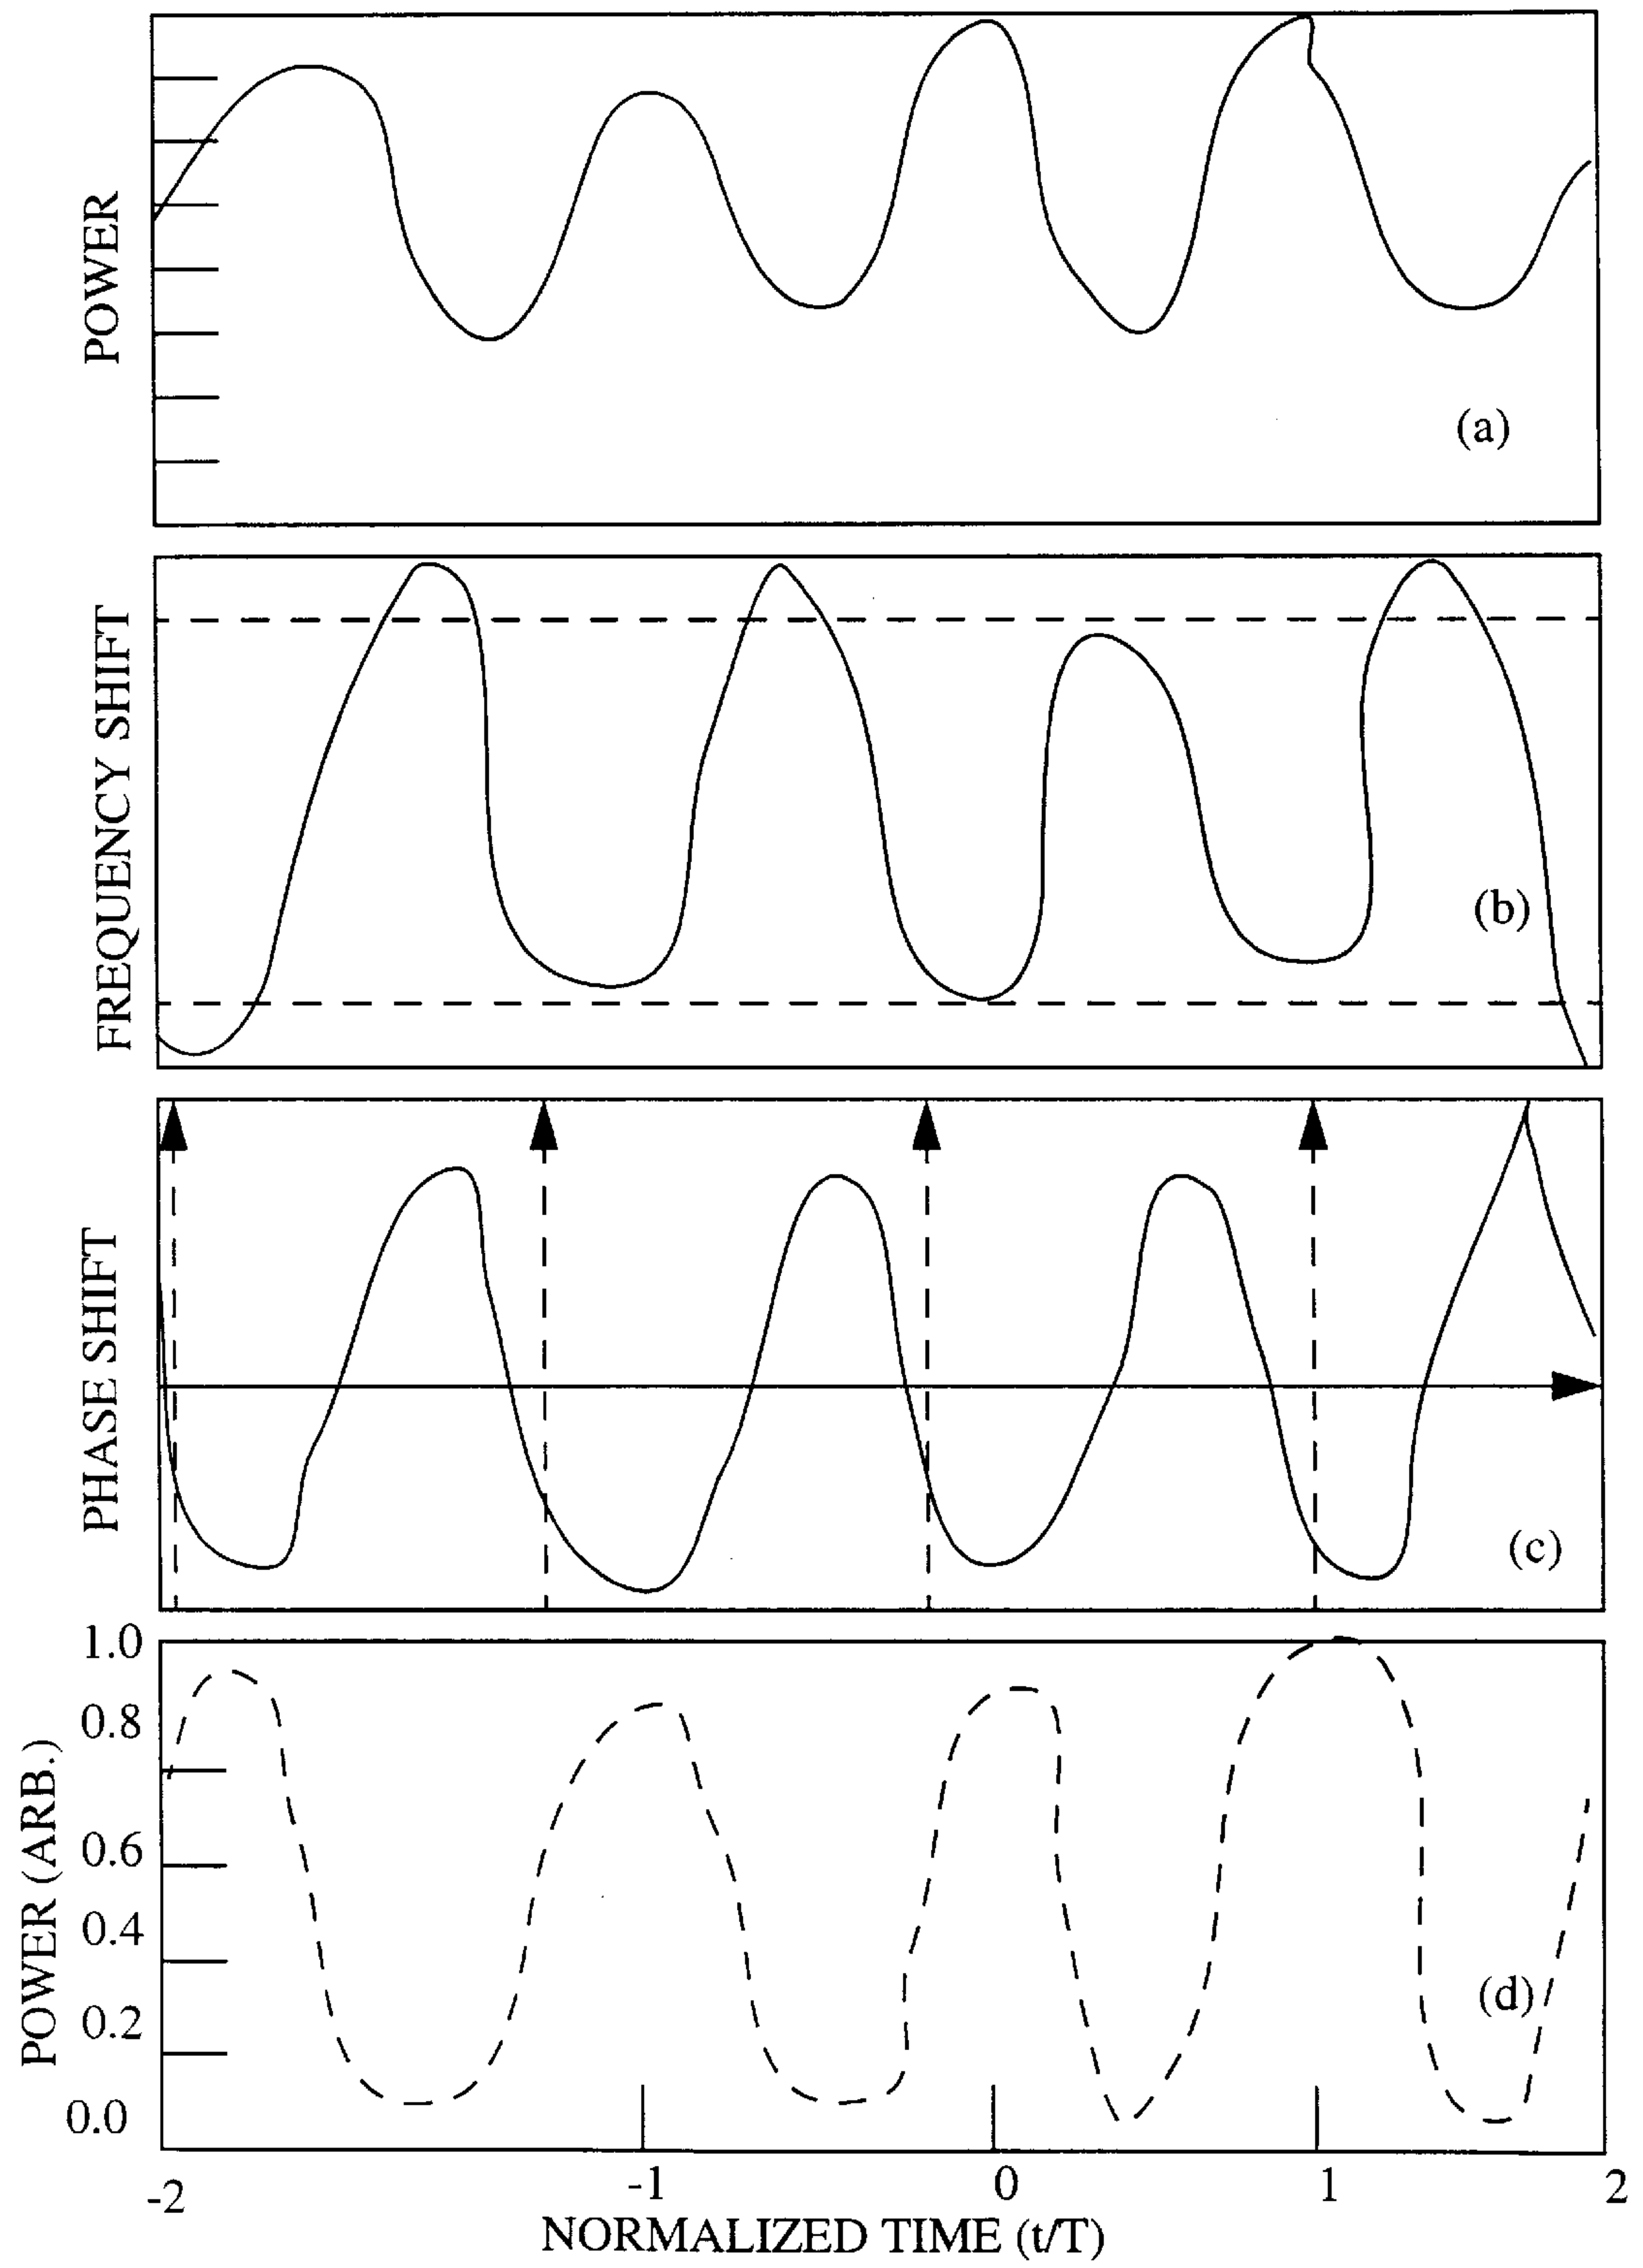 POWER
(a)
FREQUENCY SHIFT
(b)
PHASE SHIFT
(c)
POWER (ARB.)
1.0
0.8
0.6
0.4
0.2
0.0
(d)
-2 -1 0 1 2
NORMALIZED TIME (t/T)